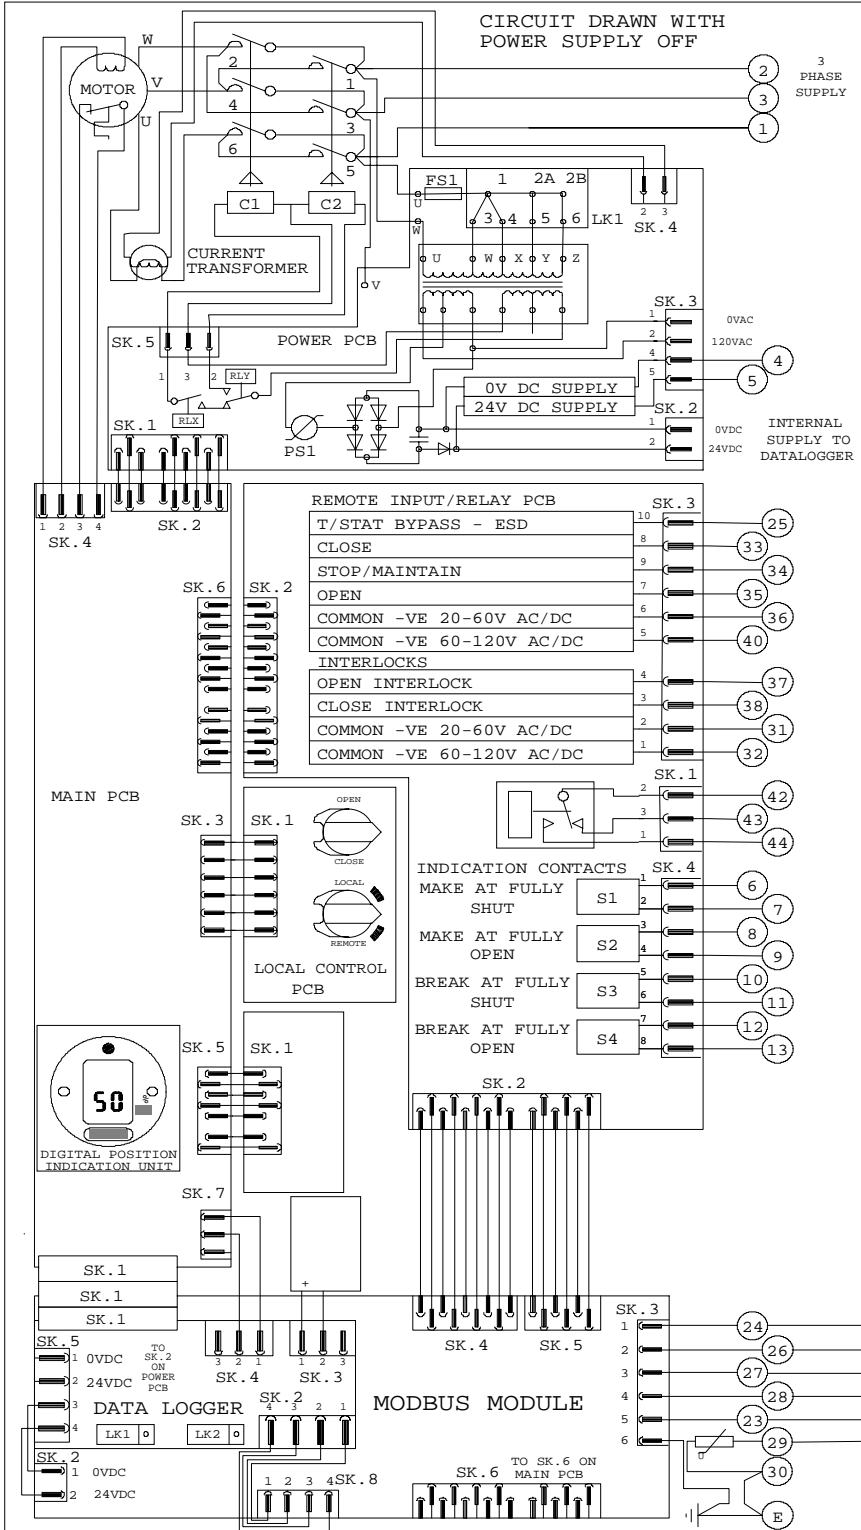 CIRCUIT DRAWN WITH
POWER SUPPLY OFF
W
MOTOR
V
U
2
1
4
3
6
5
2
3
PHASE
SUPPLY
3
1
FS1
U
W
1 2A 2B
3 4 5 6
LK1
2 3
SK.4
C1
C2
CURRENT
TRANSFORMER
V
U W X Y Z
SK.5
POWER PCB
1 3 2
RLY
RLX
PS1
SK.3
1 0VAC
2 120VAC
4
5
4
5
0V DC SUPPLY
24V DC SUPPLY
SK.2
1 0VDC
2 24VDC
INTERNAL
SUPPLY TO
DATALOGGER
SK.1
SK.2
1 2 3 4
SK.4
REMOTE INPUT/RELAY PCB
SK.3
T/STAT BYPASS - ESD 10 25
CLOSE 8 33
STOP/MAINTAIN 9 34
OPEN 7 35
COMMON -VE 20-60V AC/DC 6 36
COMMON -VE 60-120V AC/DC 5 40
INTERLOCKS
OPEN INTERLOCK 4 37
CLOSE INTERLOCK 3 38
COMMON -VE 20-60V AC/DC 2 31
COMMON -VE 60-120V AC/DC 1 32
SK.6 SK.2
SK.1
2 42
3 43
1 44
MAIN PCB
SK.3 SK.1
OPEN
CLOSE
LOCAL
REMOTE
LOCAL CONTROL
PCB
INDICATION CONTACTS
SK.4
MAKE AT FULLY
SHUT
S1
1 6
2 7
MAKE AT FULLY
OPEN
S2
3 8
4 9
BREAK AT FULLY
SHUT
S3
5 10
6 11
BREAK AT FULLY
OPEN
S4
7 12
8 13
50
DIGITAL POSITION
INDICATION UNIT
SK.5 SK.1
SK.2
SK.7
+
SK.1
SK.1
SK.1
SK.4
SK.5
SK.3
1 24
2 26
3 27
4 28
5 23
6 29
U
30
E
SK.5
1 0VDC
2 24VDC
3
4
TO
SK.2
ON
POWER
PCB
3 2 1
SK.4
1 2 3
SK.3
DATA LOGGER
LK1
LK2
SK.2
4 3 2 1
MODBUS MODULE
SK.2
1 0VDC
2 24VDC
1 2 3 4
SK.8
SK.6
TO SK.6 ON
MAIN PCB